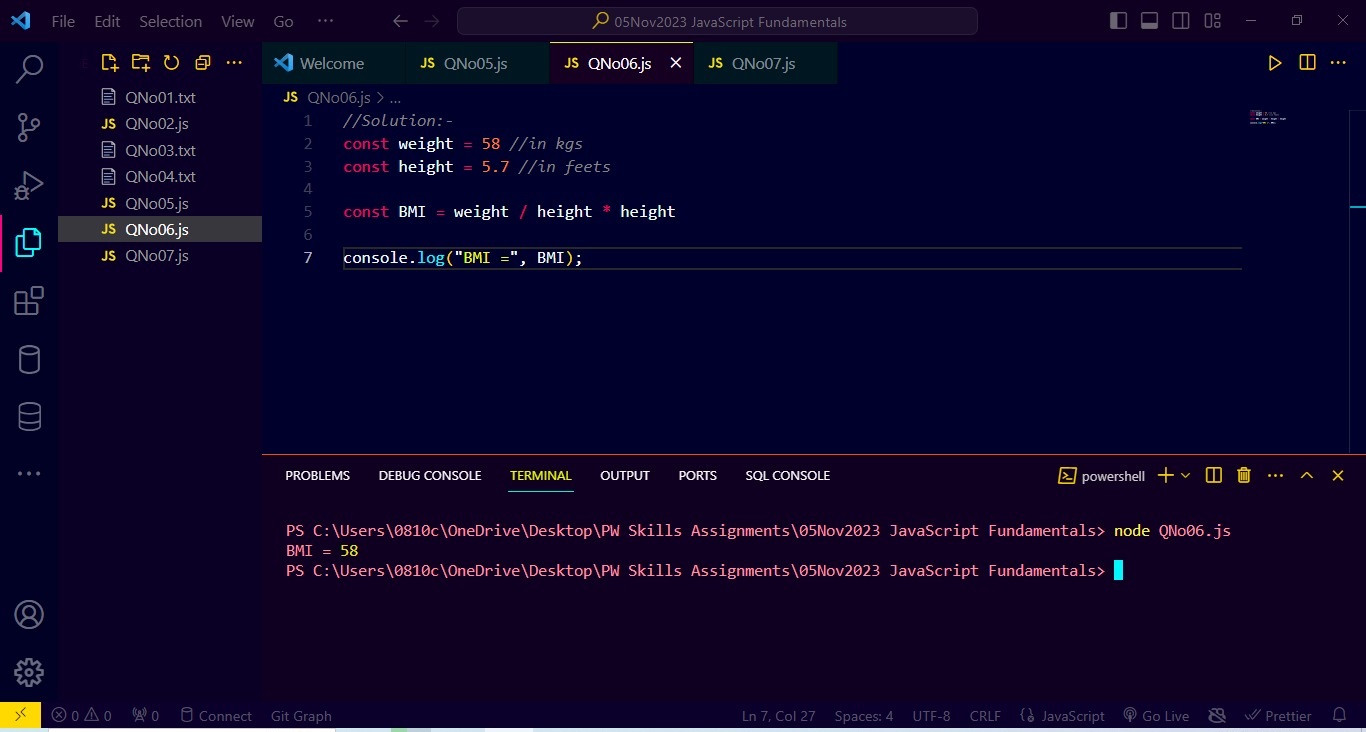 File Edit Selection View Go ··· 05Nov2023 JavaScript Fundamentals
Welcome JS QNo05.js JS QNo06.js JS QNo07.js
QNo01.txt
JS QNo02.js
QNo03.txt
QNo04.txt
JS QNo05.js
JS QNo06.js
JS QNo07.js
JS QNo06.js > ...
1 //Solution:-
2 const weight = 58 //in kgs
3 const height = 5.7 //in feets
4
5 const BMI = weight / height * height
6
7 console.log("BMI =", BMI);
PROBLEMS DEBUG CONSOLE TERMINAL OUTPUT PORTS SQL CONSOLE powershell
PS C:\Users\0810c\OneDrive\Desktop\PW Skills Assignments\05Nov2023 JavaScript Fundamentals> node QNo06.js
BMI = 58
PS C:\Users\0810c\OneDrive\Desktop\PW Skills Assignments\05Nov2023 JavaScript Fundamentals>
0 0 0 Connect Git Graph Ln 7, Col 27 Spaces: 4 UTF-8 CRLF JavaScript Go Live Prettier